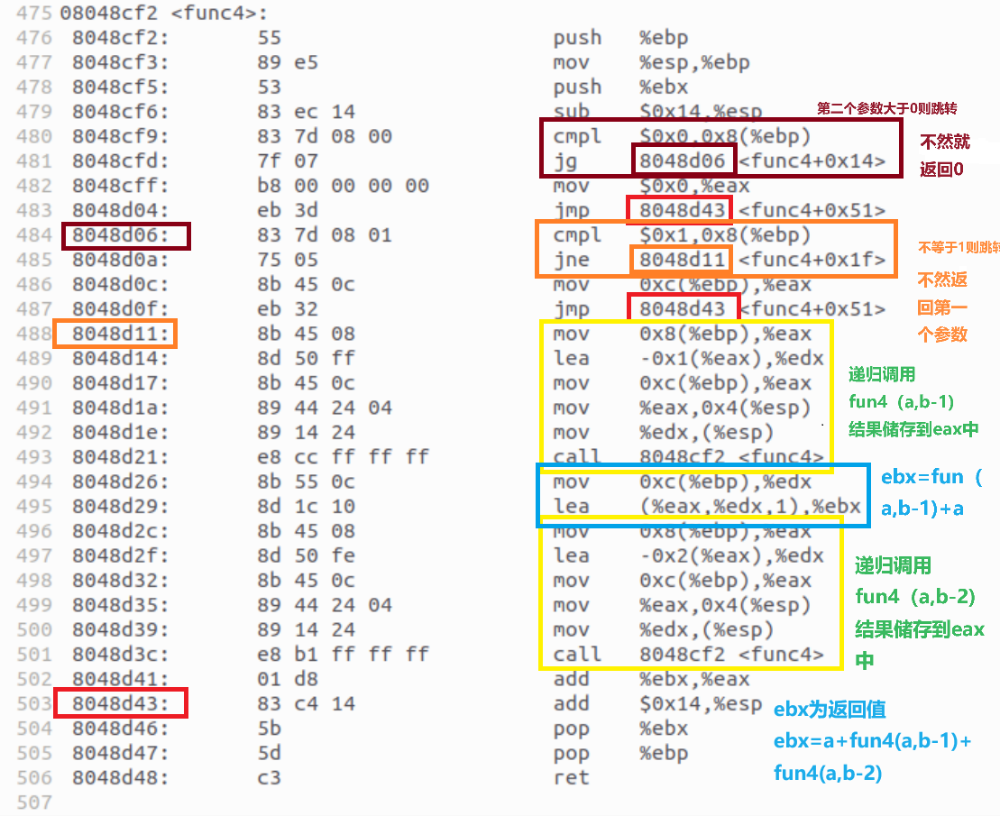 475 08048cf2 <func4>:
476 8048cf2: 55 push %ebp
477 8048cf3: 89 e5 mov %esp,%ebp
478 8048cf5: 53 push %ebx
479 8048cf6: 83 ec 14 sub $0x14,%esp
第二个参数大于0则跳转
480 8048cf9: 83 7d 08 00 cmpl $0x0,0x8(%ebp)
不然就
481 8048cfd: 7f 07 jg 8048d06 <func4+0x14>
返回0
482 8048cff: b8 00 00 00 00 mov $0x0,%eax
483 8048d04: eb 3d jmp 8048d43 <func4+0x51>
484 8048d06: 83 7d 08 01 cmpl $0x1,0x8(%ebp)
不等于1则跳转
485 8048d0a: 75 05 jne 8048d11 <func4+0x1f>
不然返
486 8048d0c: 8b 45 0c mov 0xc(%ebp),%eax
487 8048d0f: eb 32 jmp 8048d43 <func4+0x51>
回第一
488 8048d11: 8b 45 08 mov 0x8(%ebp),%eax
个参数
489 8048d14: 8d 50 ff lea -0x1(%eax),%edx
递归调用
490 8048d17: 8b 45 0c mov 0xc(%ebp),%eax
fun4（a,b-1)
491 8048d1a: 89 44 24 04 mov %eax,0x4(%esp)
结果储存到eax中
492 8048d1e: 89 14 24 mov %edx,(%esp)
493 8048d21: e8 cc ff ff ff call 8048cf2 <func4>
494 8048d26: 8b 55 0c mov 0xc(%ebp),%edx
ebx=fun（
495 8048d29: 8d 1c 10 lea (%eax,%edx,1),%ebx
a,b-1)+a
496 8048d2c: 8b 45 08 mov 0x8(%ebp),%eax
497 8048d2f: 8d 50 fe lea -0x2(%eax),%edx
递归调用
498 8048d32: 8b 45 0c mov 0xc(%ebp),%eax
fun4（a,b-2)
499 8048d35: 89 44 24 04 mov %eax,0x4(%esp)
500 8048d39: 89 14 24 mov %edx,(%esp)
结果储存到eax
501 8048d3c: e8 b1 ff ff ff call 8048cf2 <func4>
中
502 8048d41: 01 d8 add %ebx,%eax
503 8048d43: 83 c4 14 add $0x14,%esp
ebx为返回值
504 8048d46: 5b pop %ebx
ebx=a+fun4(a,b-1)+
505 8048d47: 5d pop %ebp
fun4(a,b-2)
506 8048d48: c3 ret
507